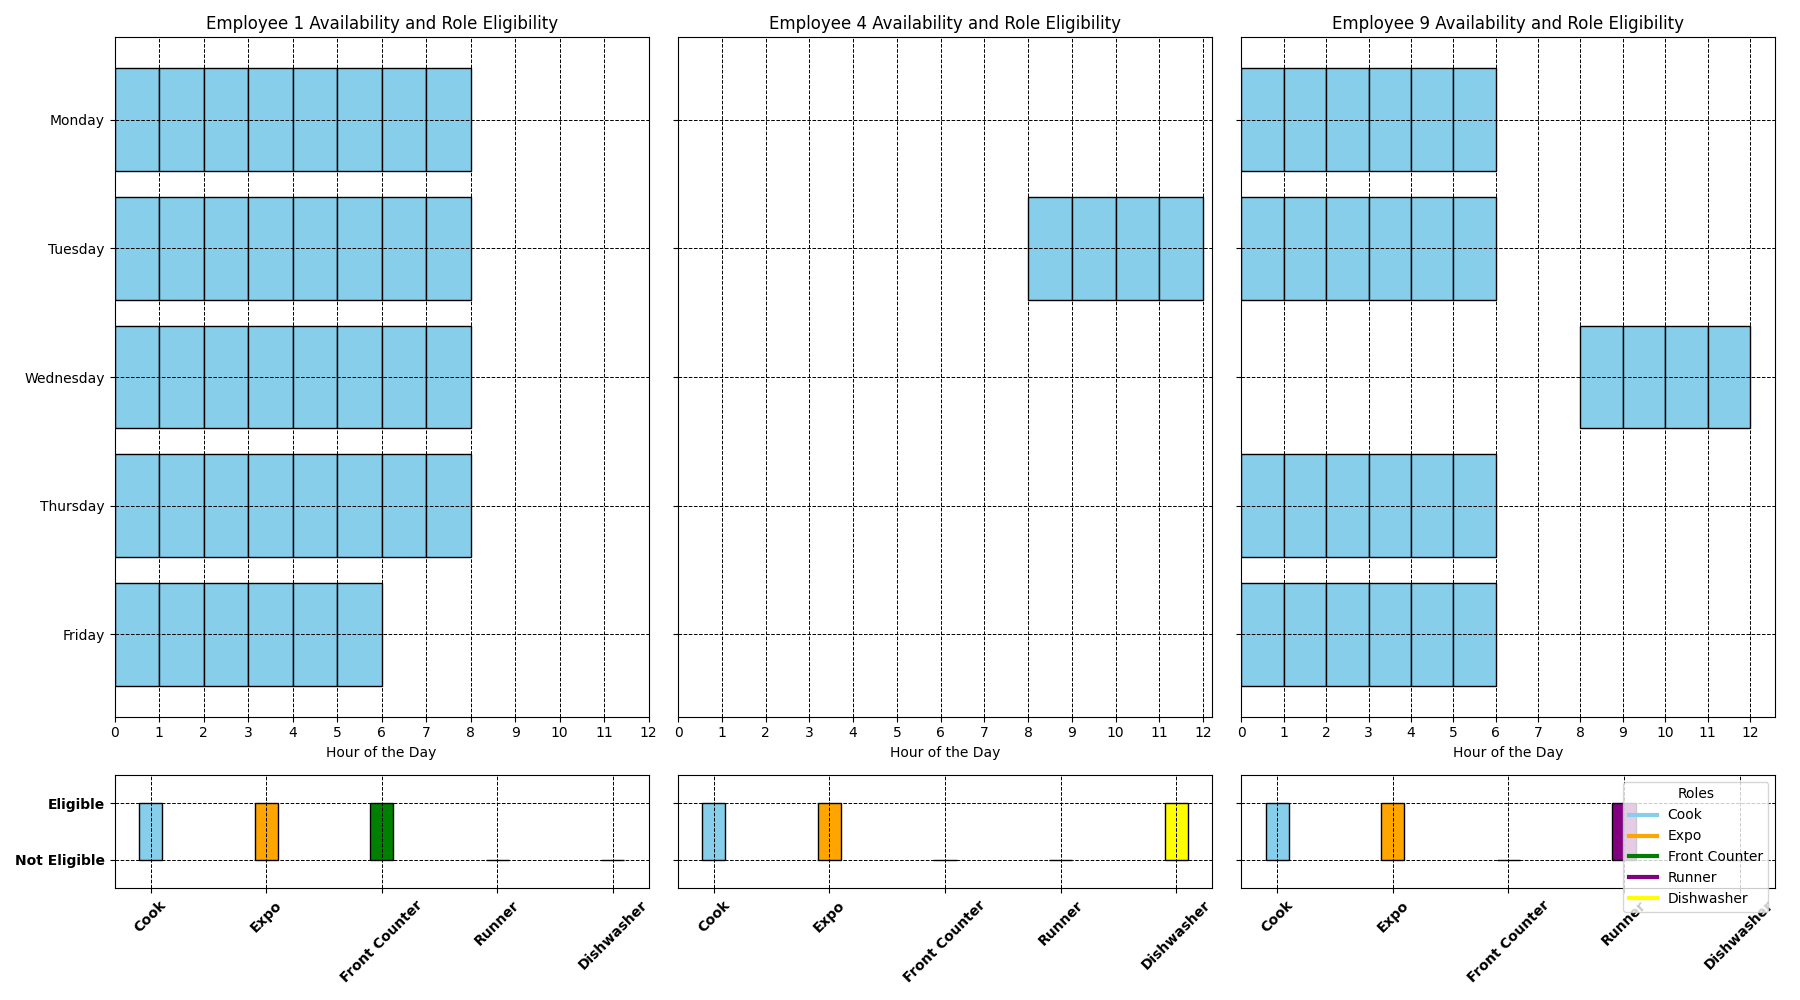 Employee 1 Availability and Role Eligibility
Employee 4 Availability and Role Eligibility
Employee 9 Availability and Role Eligibility
Monday
Tuesday
Wednesday
Thursday
Friday
0 1 2 3 4 5 6 7 8 9 10 11 12
0 1 2 3 4 5 6 7 8 9 10 11 12
0 1 2 3 4 5 6 7 8 9 10 11 12
Hour of the Day
Hour of the Day
Hour of the Day
Eligible
Not Eligible
Roles
Cook
Expo
Front Counter
Runner
Dishwasher
Cook
Expo
Front Counter
Runner
Dishwasher
Cook
Expo
Front Counter
Runner
Dishwasher
Cook
Expo
Front Counter
Runner
Dishwasher